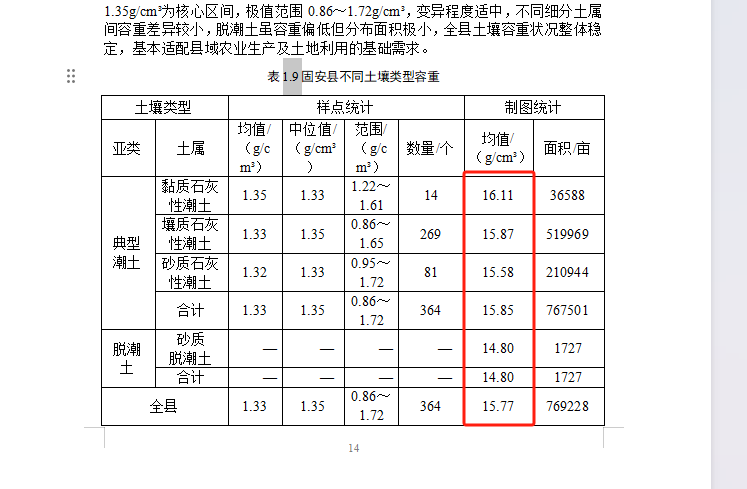 1.35g/cm³为核心区间，极值范围 0.86～1.72g/cm³，变异程度适中，不同细分土属
间容重差异较小，脱潮土虽容重偏低但分布面积极小，全县土壤容重状况整体稳
定，基本适配县域农业生产及土地利用的基础需求。
表 1.9 固安县不同土壤类型容重
土壤类型 样点统计 制图统计
亚类 土属 均值/（g/cm³） 中位值/（g/cm³） 范围/（g/cm³） 数量/个 均值/（g/cm³） 面积/亩
典型潮土 黏质石灰性潮土 1.35 1.33 1.22～1.61 14 16.11 36588
壤质石灰性潮土 1.33 1.35 0.86～1.65 269 15.87 519969
砂质石灰性潮土 1.32 1.33 0.95～1.72 81 15.58 210944
合计 1.33 1.35 0.86～1.72 364 15.85 767501
脱潮土 砂质脱潮土 — — — — 14.80 1727
合计 — — — — 14.80 1727
全县 1.33 1.35 0.86～1.72 364 15.77 769228
14